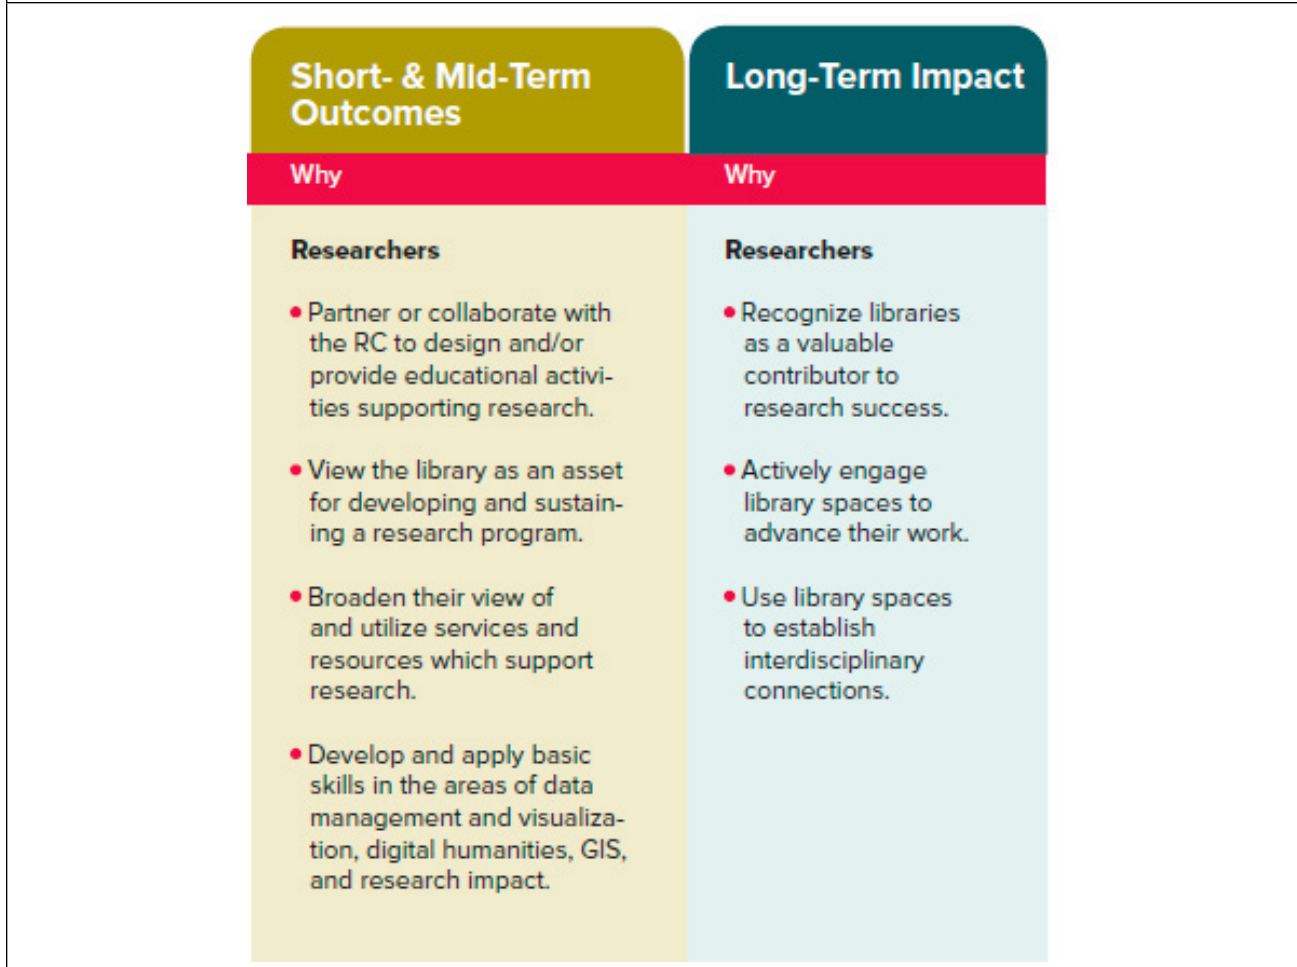 Short- & Mid-Term
Outcomes
Why
Researchers
• Partner or collaborate with
the RC to design and/or
provide educational activi-
ties supporting research.
• View the library as an asset
for developing and sustain-
ing a research program.
• Broaden their view of
and utilize services and
resources which support
research.
• Develop and apply basic
skills in the areas of data
management and visualiza-
tion, digital humanities, GIS,
and research impact.
Long-Term Impact
Why
Researchers
• Recognize libraries
as a valuable
contributor to
research success.
• Actively engage
library spaces to
advance their work.
• Use library spaces
to establish
interdisciplinary
connections.